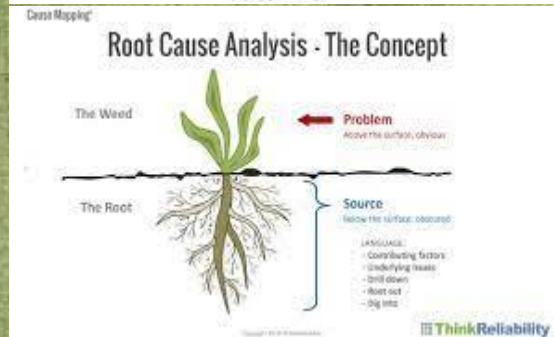 Cause Mapping®
Root Cause Analysis - The Concept
The Weed
Problem
Above the surface, obvious
The Root
Source
Below the surface, obscured
LANGUAGE:
- Contributing factors
- Underlying issues
- Drill down
- Root out
- Dig into
ThinkReliability